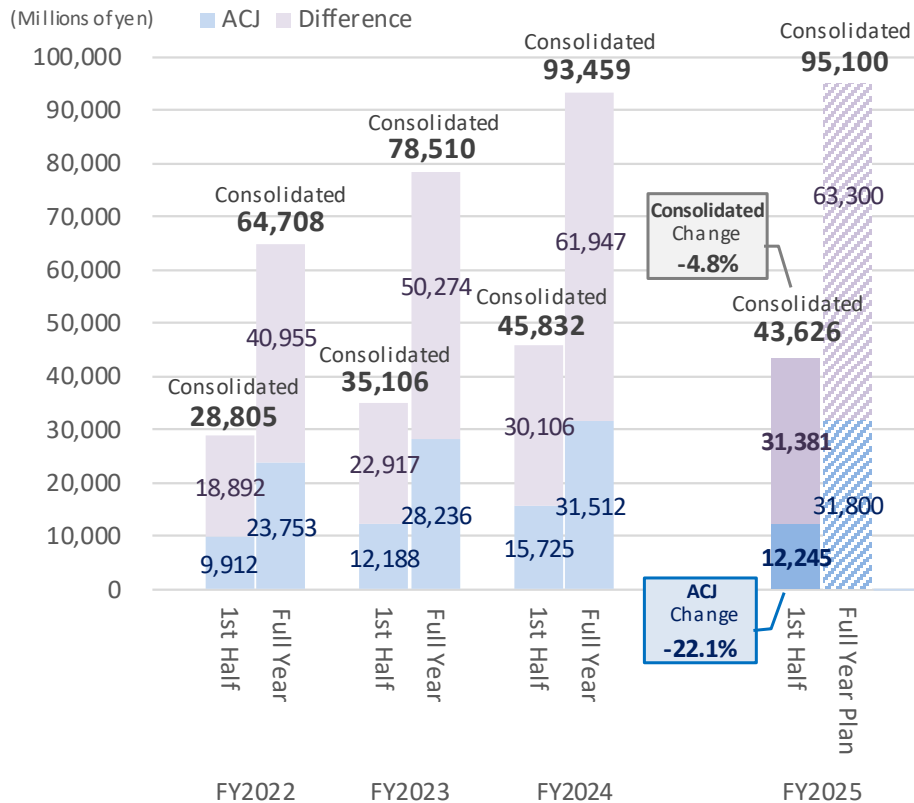 (Millions of yen)
ACJ
Difference
100,000
90,000
80,000
70,000
60,000
50,000
40,000
30,000
20,000
10,000
0
Consolidated
28,805
18,892
9,912
Consolidated
64,708
40,955
23,753
Consolidated
35,106
22,917
12,188
Consolidated
78,510
50,274
28,236
Consolidated
45,832
30,106
15,725
Consolidated
93,459
61,947
31,512
Consolidated
Change
-4.8%
Consolidated
43,626
31,381
12,245
ACJ
Change
-22.1%
Consolidated
95,100
63,300
31,800
1st Half
Full Year
1st Half
Full Year
1st Half
Full Year
1st Half
Full Year Plan
FY2022
FY2023
FY2024
FY2025